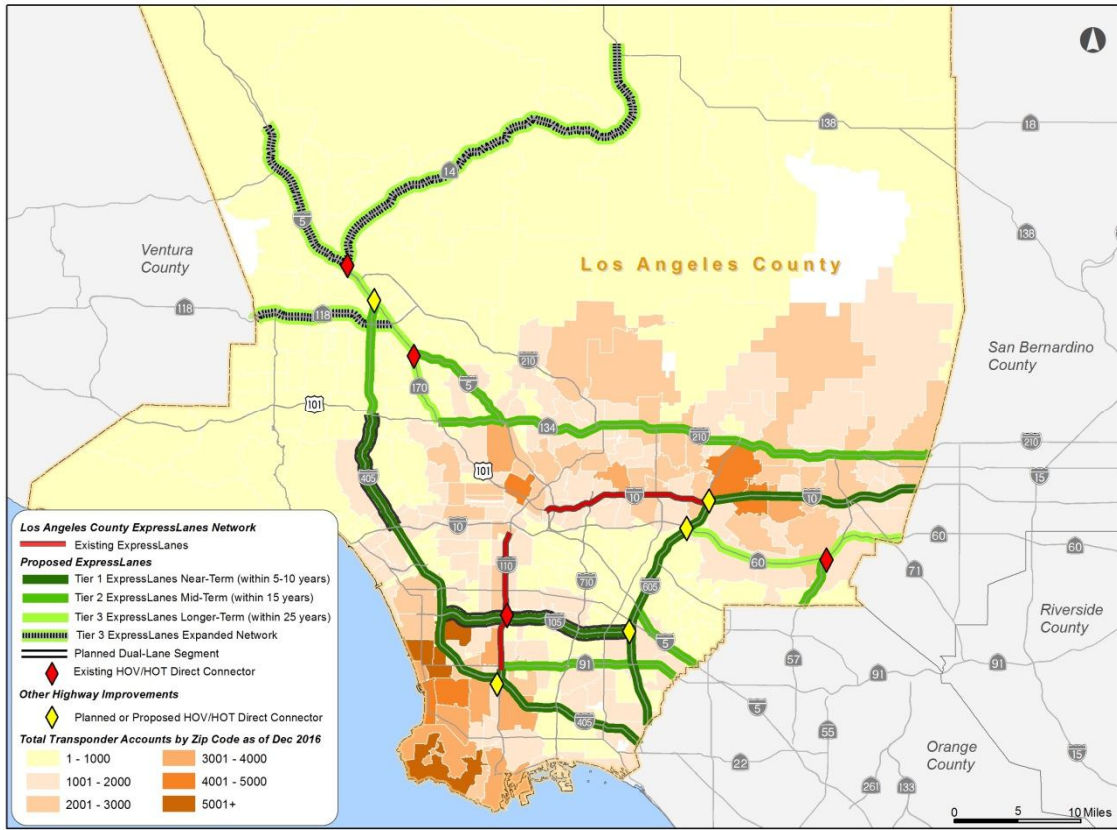 138
18
14
5
138
Ventura
County
Los Angeles County
118
118
San Bernardino
County
210
170
5
101
134
210
210
101
15
405
10
10
10
60
60
60
110
710
605
71
105
5
Riverside
County
91
57
91
91
405
5
55
15
22
Orange
County
261
133
Los Angeles County ExpressLanes Network
Existing ExpressLanes
Proposed ExpressLanes
Tier 1 ExpressLanes Near-Term (within 5-10 years)
Tier 2 ExpressLanes Mid-Term (within 15 years)
Tier 3 ExpressLanes Longer-Term (within 25 years)
Tier 3 ExpressLanes Expanded Network
Planned Dual-Lane Segment
Existing HOV/HOT Direct Connector
Other Highway Improvements
Planned or Proposed HOV/HOT Direct Connector
Total Transponder Accounts by Zip Code as of Dec 2016
1 - 1000
3001 - 4000
1001 - 2000
4001 - 5000
2001 - 3000
5001+
0 5 10 Miles